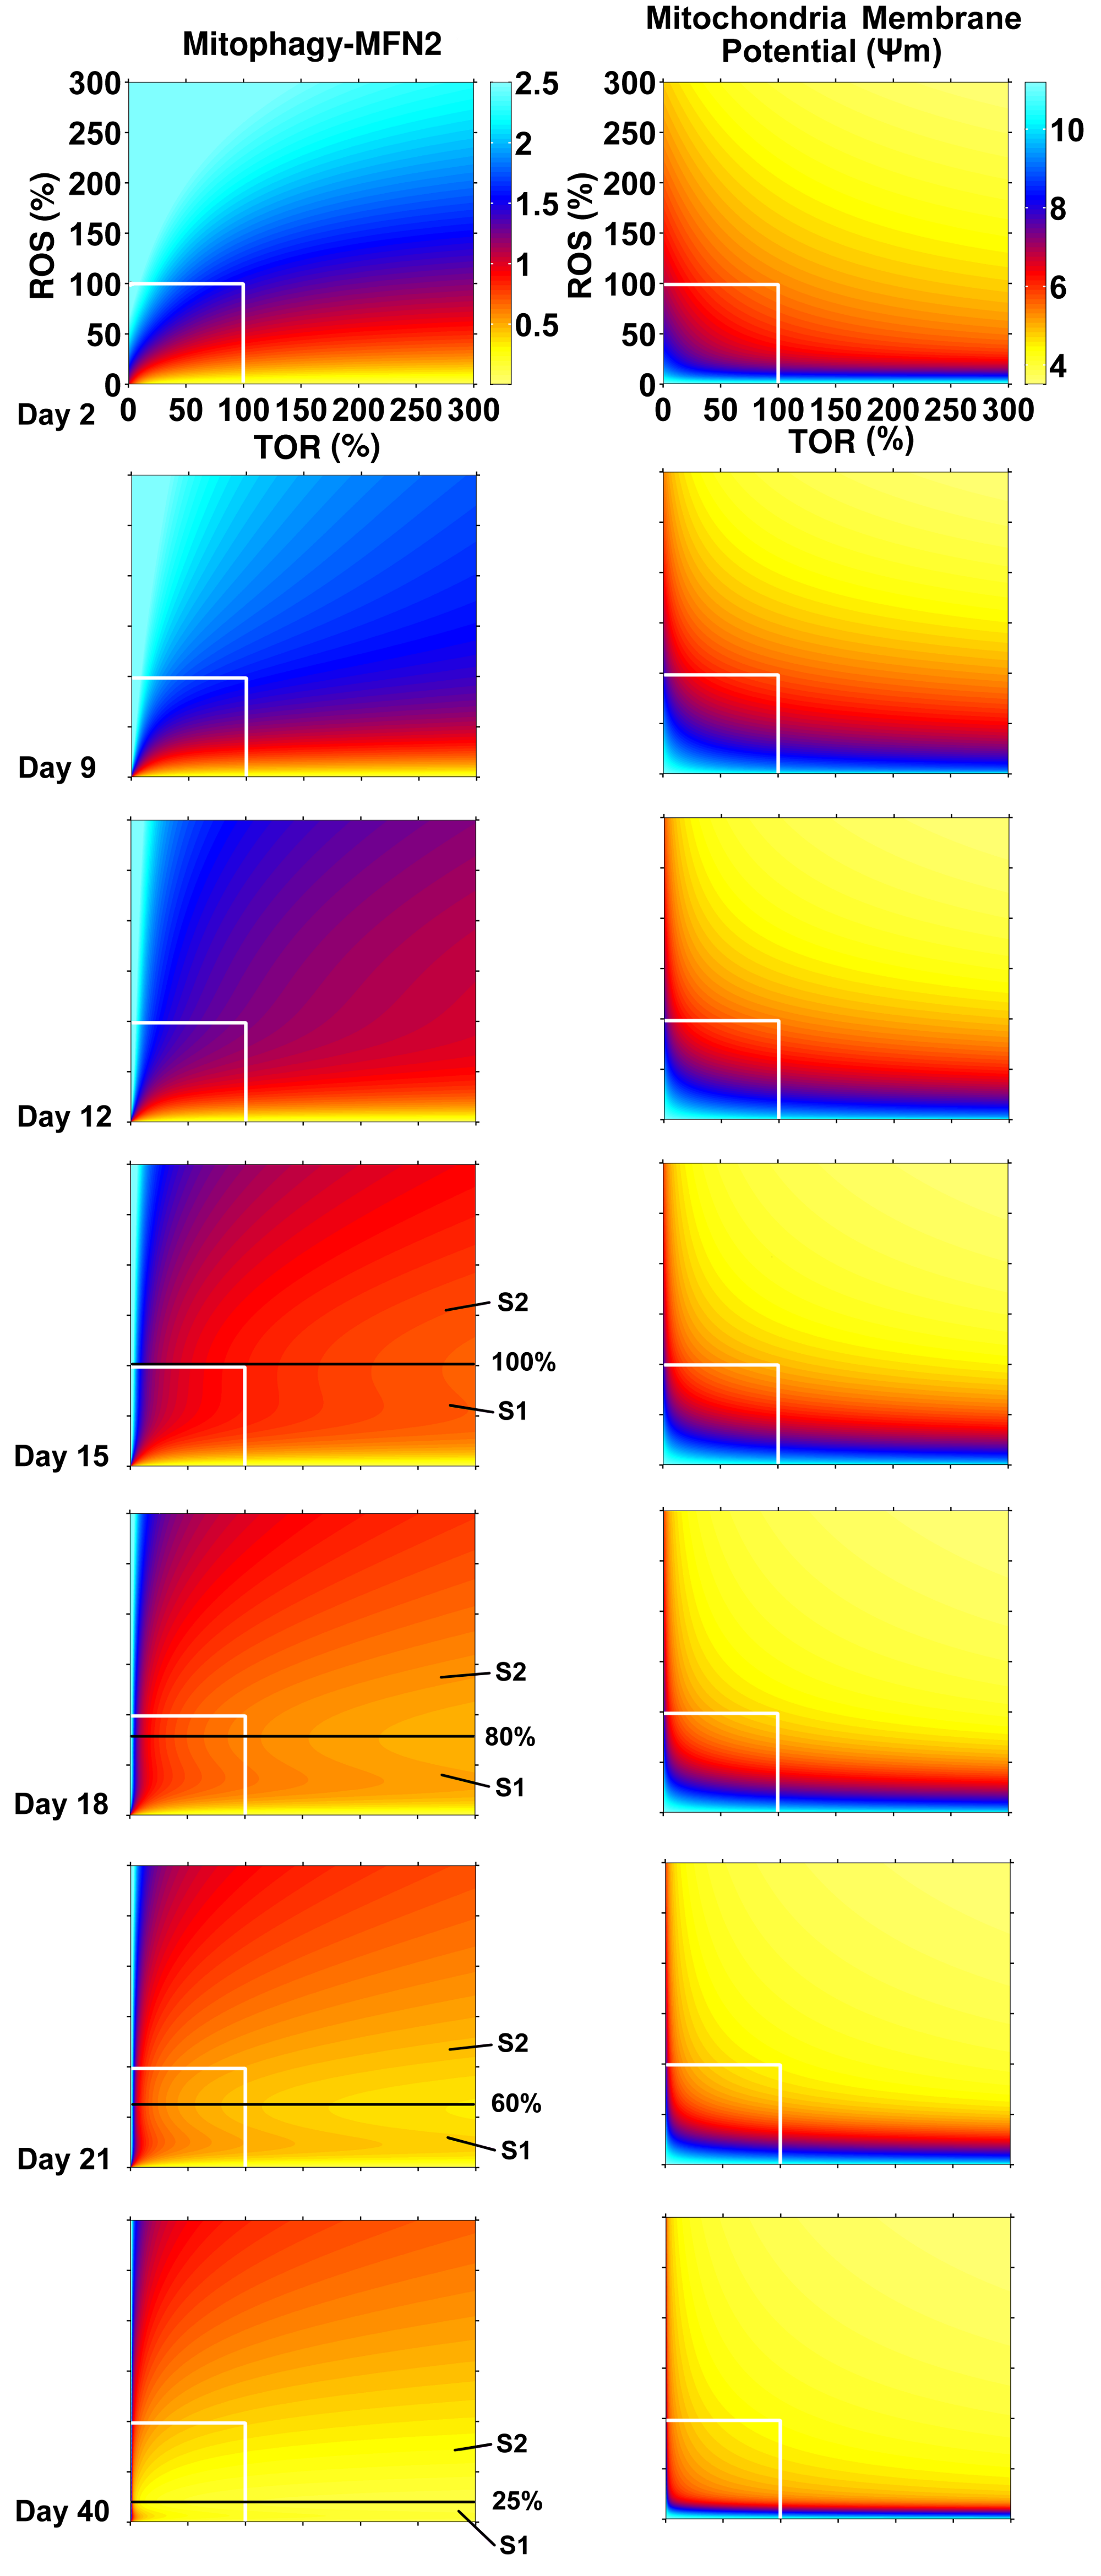 Mitophagy-MFN2
Mitochondria Membrane
Potential (Ψm)
300
250
200
150
100
50
0
ROS (%)
0 50 100 150 200 250 300
TOR (%)
2.5
2
1.5
1
0.5
300
250
200
150
100
50
0
ROS (%)
0 50 100 150 200 250 300
TOR (%)
10
8
6
4
Day 2
Day 9
Day 12
S2
100%
S1
Day 15
S2
80%
S1
Day 18
S2
60%
S1
Day 21
S2
25%
S1
Day 40